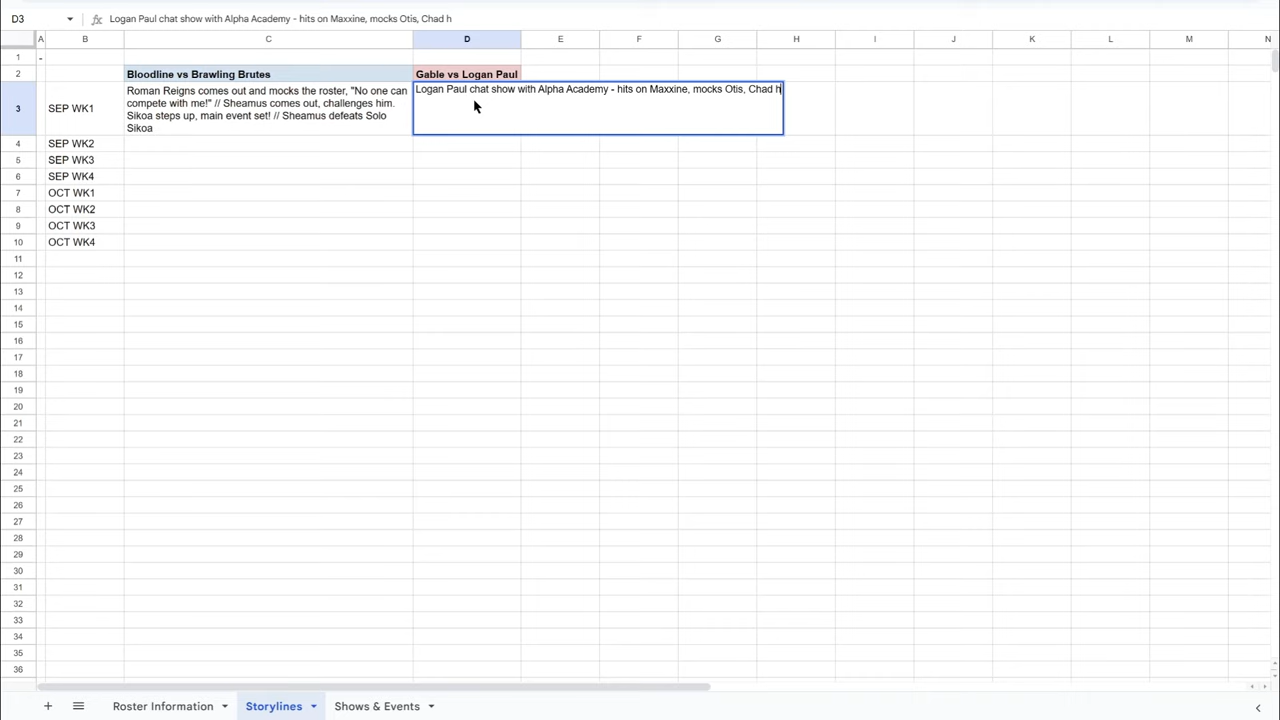 D3 Logan Paul chat show with Alpha Academy - hits on Maxxine, mocks Otis, Chad h
A B C D E F G H I J K L M N
1 -
2 Bloodline vs Brawling Brutes Gable vs Logan Paul
3 SEP WK1
Roman Reigns comes out and mocks the roster, "No one can
compete with me!" // Sheamus comes out, challenges him.
Sikoa steps up, main event set! // Sheamus defeats Solo
Sikoa
Logan Paul chat show with Alpha Academy - hits on Maxxine, mocks Otis, Chad h
4 SEP WK2
5 SEP WK3
6 SEP WK4
7 OCT WK1
8 OCT WK2
9 OCT WK3
10 OCT WK4
11
12
13
14
15
16
17
18
19
20
21
22
23
24
25
26
27
28
29
30
31
32
33
34
35
36
Roster Information Storylines Shows & Events